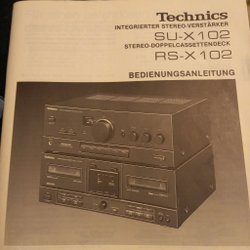 Technics
INTEGRIERTER STEREO-VERSTÄRKER
SU-X102
STEREO-DOPPELCASSETTENDECK
RS-X102
BEDIENUNGSANLEITUNG